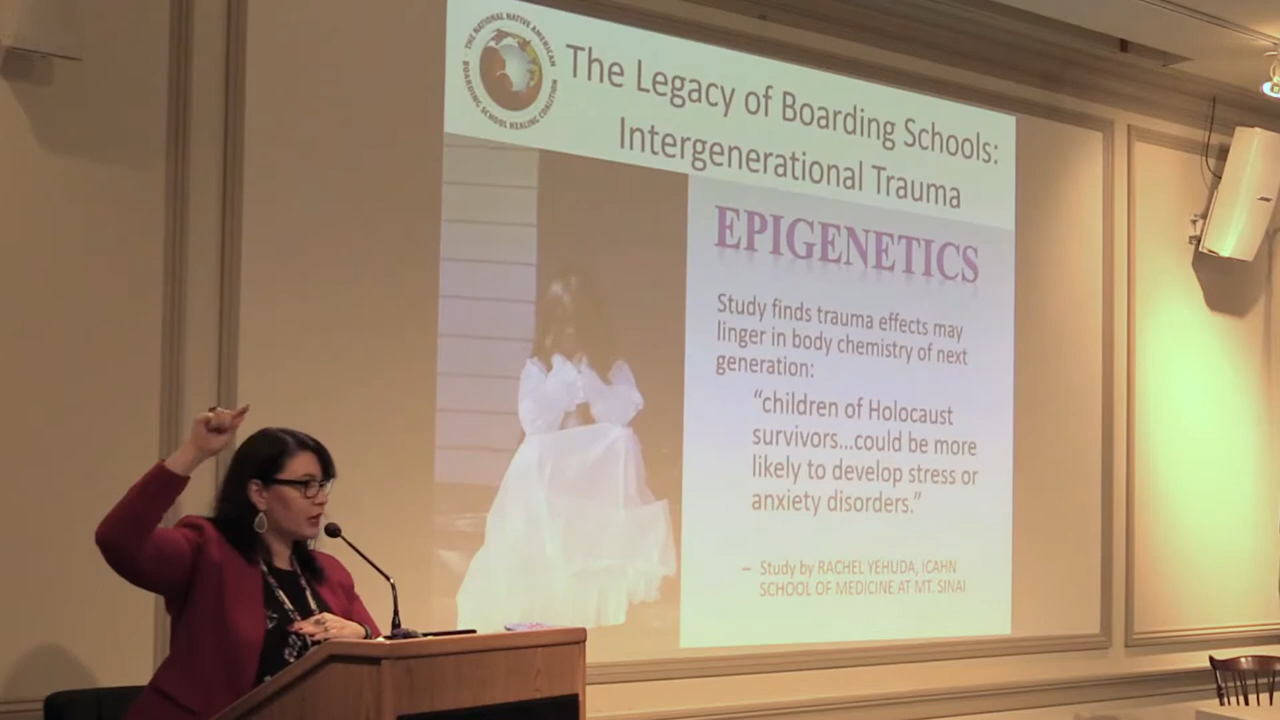 THE NATIONAL NATIVE AMERICAN
BOARDING SCHOOL HEALING COALITION
The Legacy of Boarding Schools:
Intergenerational Trauma
EPIGENETICS
Study finds trauma effects may
linger in body chemistry of next
generation:
“children of Holocaust
survivors...could be more
likely to develop stress or
anxiety disorders.”
– Study by RACHEL YEHUDA, ICAHN
SCHOOL OF MEDICINE AT MT. SINAI